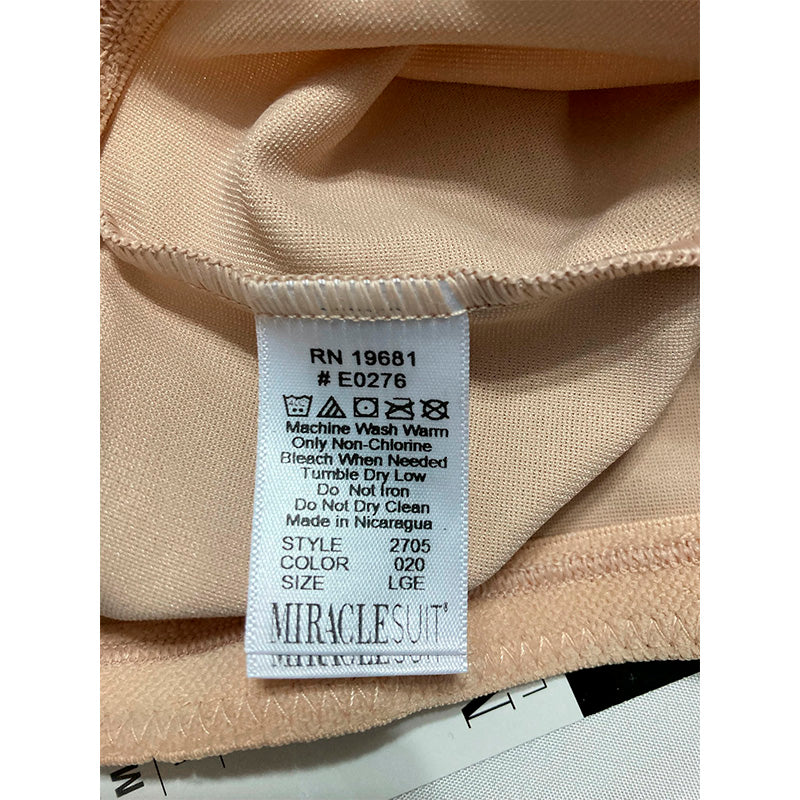 RN 19681
# E0276
Machine Wash Warm
Only Non-Chlorine
Bleach When Needed
Tumble Dry Low
Do Not Iron
Do Not Dry Clean
Made in Nicaragua
STYLE 2705
COLOR 020
SIZE LGE
MIRACLESUIT®
MIRACLESUIT